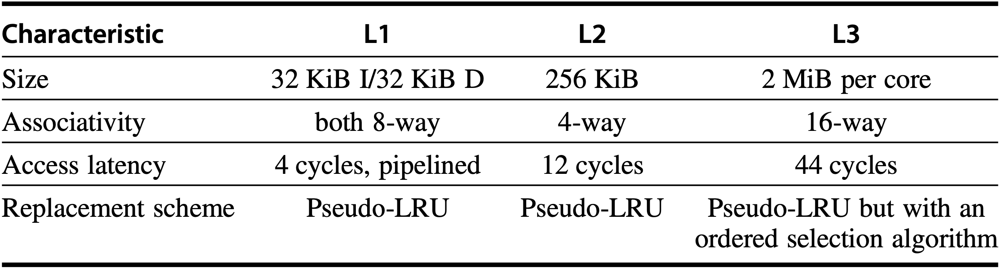 Characteristic L1 L2 L3
Size 32 KiB I/32 KiB D 256 KiB 2 MiB per core
Associativity both 8-way 4-way 16-way
Access latency 4 cycles, pipelined 12 cycles 44 cycles
Replacement scheme Pseudo-LRU Pseudo-LRU Pseudo-LRU but with an
ordered selection algorithm